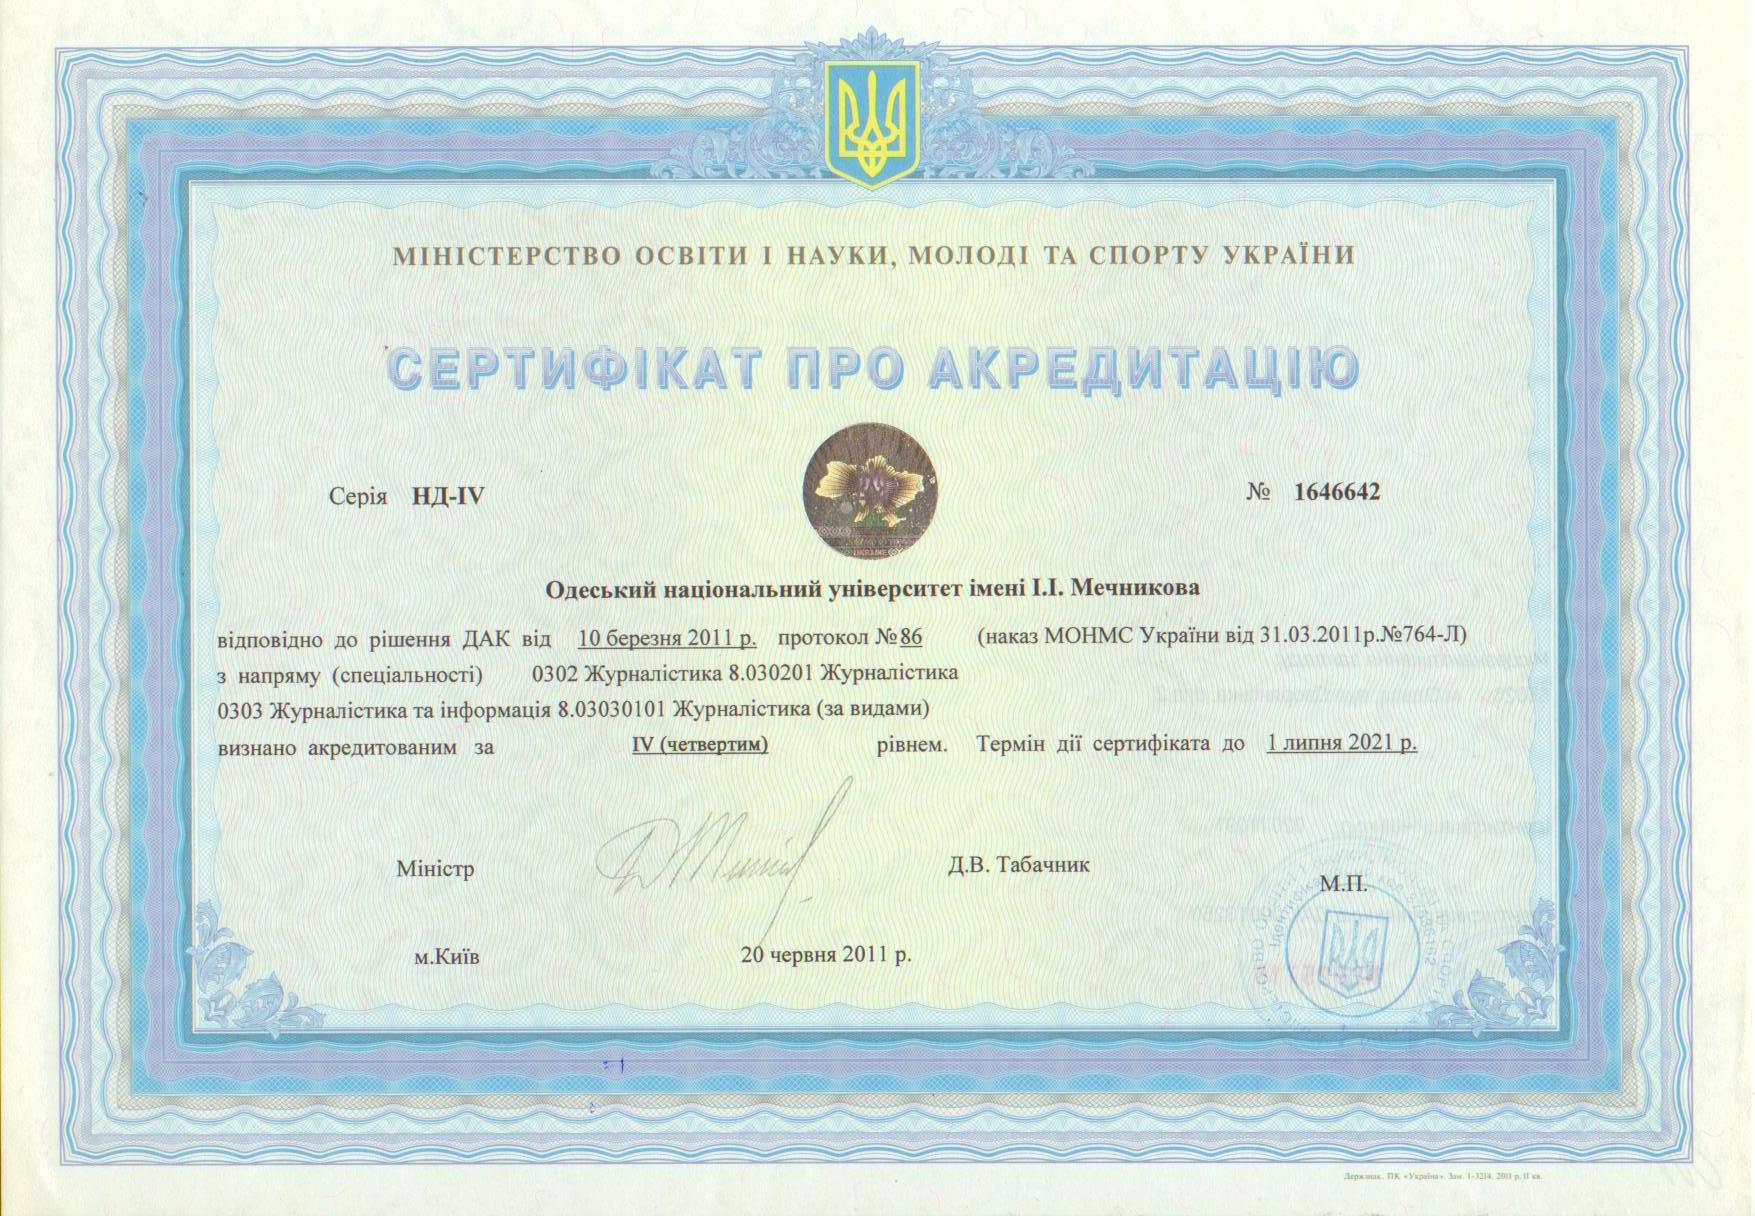 МІНІСТЕРСТВО ОСВІТИ І НАУКИ, МОЛОДІ ТА СПОРТУ УКРАЇНИ
СЕРТИФІКАТ ПРО АКРЕДИТАЦІЮ
Серія НД-IV
№ 1646642
UKRAINE
Одеський національний університет імені І.І. Мечникова
відповідно до рішення ДАК від 10 березня 2011 р. протокол №86 (наказ МОНМС України від 31.03.2011р.№764-Л)
з напряму (спеціальності) 0302 Журналістика 8.030201 Журналістика
0303 Журналістика та інформація 8.03030101 Журналістика (за видами)
визнано акредитованим за IV (четвертим) рівнем. Термін дії сертифіката до 1 липня 2021 р.
Міністр
Д.В. Табачник
М.П.
м.Київ
20 червня 2011 р.
Держзнак. ПК «Україна». Зам. 1-3214. 2011 р. II кв.